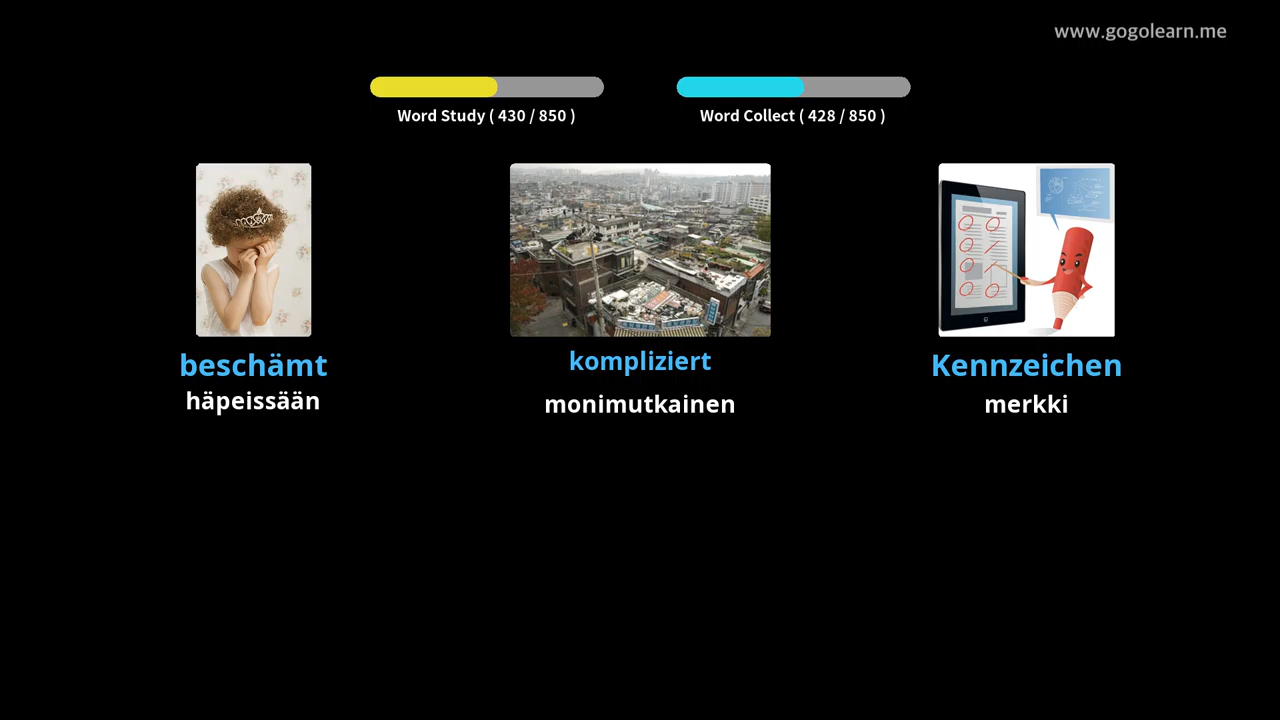 www.gogolearn.me
Word Study ( 430 / 850 )
Word Collect ( 428 / 850 )
beschämt
kompliziert
Kennzeichen
häpeissään
monimutkainen
merkki